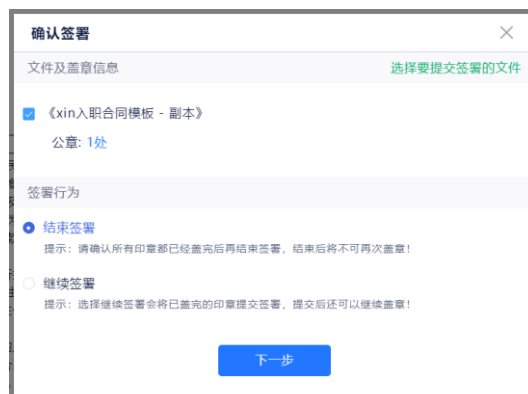 确认签署
文件及盖章信息 选择要提交签署的文件
《xin入职合同模板 - 副本》
公章: 1处
签署行为
结束签署
提示：请确认所有印章都已经盖完后再结束签署，结束后将不可再次盖章！
继续签署
提示：选择继续签署会将已盖完的印章提交签署，提交后还可以继续盖章！
下一步